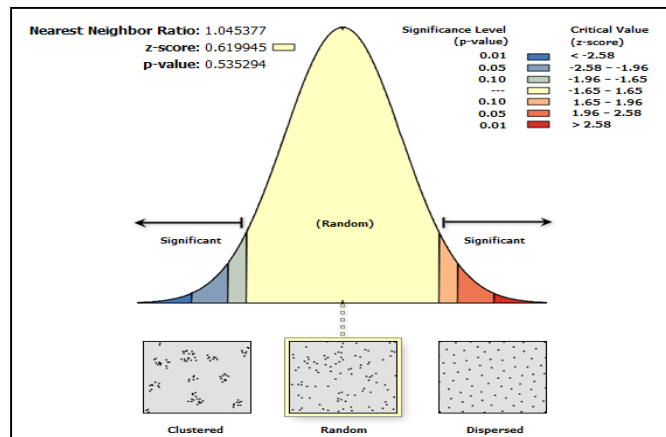 Nearest Neighbor Ratio: 1.045377
z-score: 0.619945
p-value: 0.535294
Significance Level (p-value)
Critical Value (z-score)
0.01 < -2.58
0.05 -2.58 – -1.96
0.10 -1.96 – -1.65
--- -1.65 – 1.65
0.10 1.65 – 1.96
0.05 1.96 – 2.58
0.01 > 2.58
Significant
(Random)
Significant
Clustered
Random
Dispersed